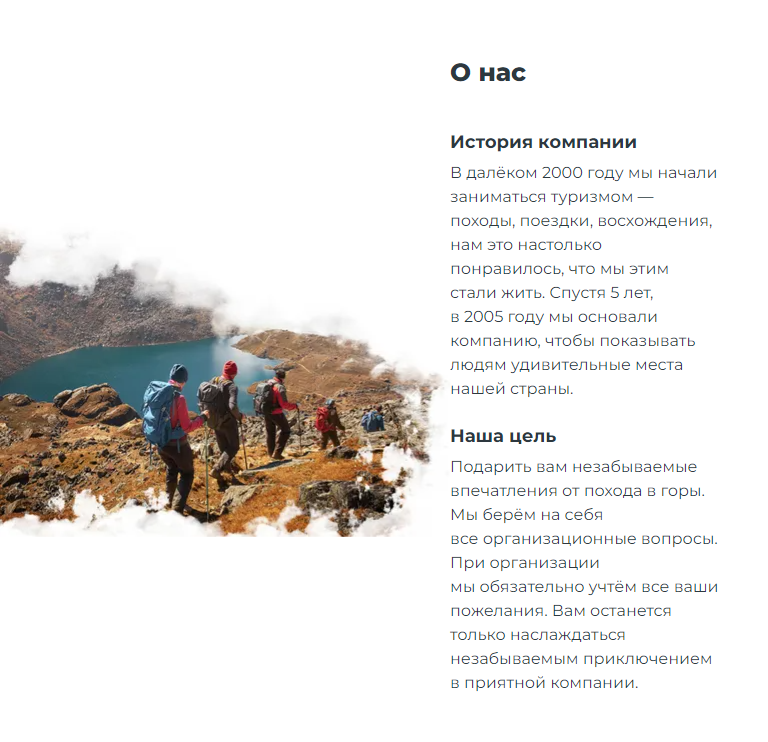 О нас
История компании
В далёком 2000 году мы начали
заниматься туризмом —
походы, поездки, восхождения,
нам это настолько
понравилось, что мы этим
стали жить. Спустя 5 лет,
в 2005 году мы основали
компанию, чтобы показывать
людям удивительные места
нашей страны.
Наша цель
Подарить вам незабываемые
впечатления от похода в горы.
Мы берём на себя
все организационные вопросы.
При организации
мы обязательно учтём все ваши
пожелания. Вам останется
только наслаждаться
незабываемым приключением
в приятной компании.